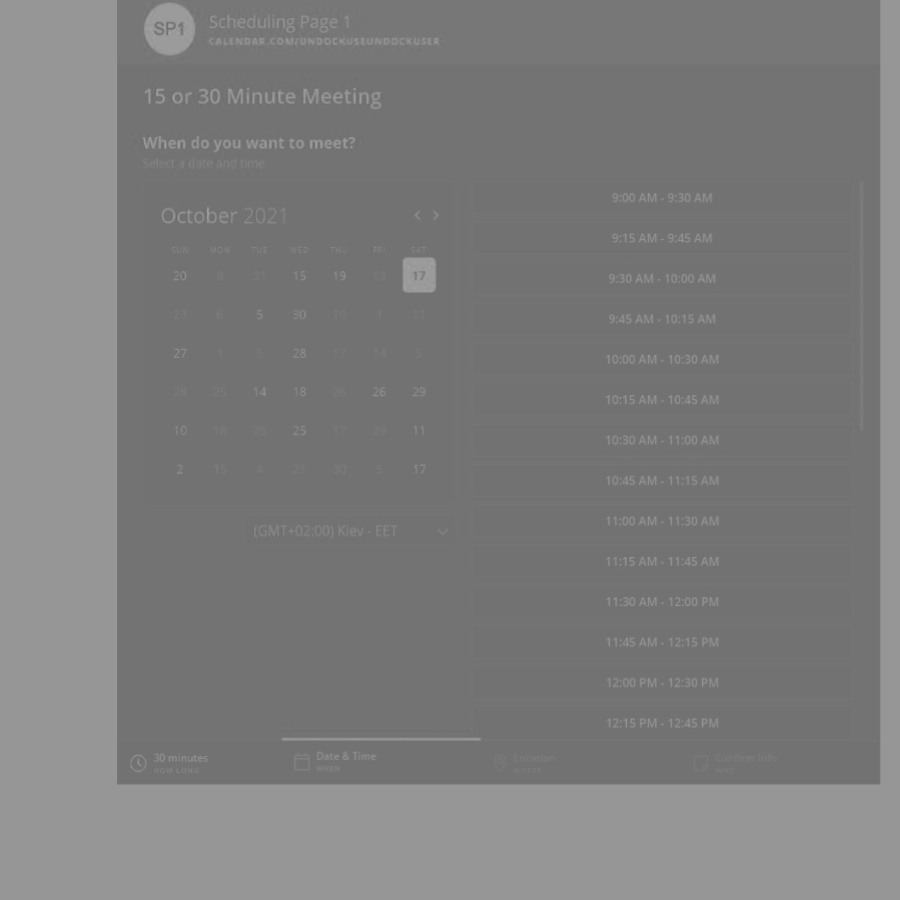 SP1
Scheduling Page 1
CALENDAR.COM/UNDOCKUSEUNDOCKUSER
15 or 30 Minute Meeting
When do you want to meet?
Select a date and time
October 2021
SUN MON TUE WED THU FRI SAT
20 8 31 15 19 13 17
23 6 5 30 1
27 1 5 28 17 14 5
28 25 14 18 26 29
10 18 25 17 29 11
2 15 4 21 30 5 17
(GMT+02:00) Kiev - EET
9:00 AM - 9:30 AM
9:15 AM - 9:45 AM
9:30 AM - 10:00 AM
9:45 AM - 10:15 AM
10:00 AM - 10:30 AM
10:15 AM - 10:45 AM
10:30 AM - 11:00 AM
10:45 AM - 11:15 AM
11:00 AM - 11:30 AM
11:15 AM - 11:45 AM
11:30 AM - 12:00 PM
11:45 AM - 12:15 PM
12:00 PM - 12:30 PM
12:15 PM - 12:45 PM
30 minutes
HOW LONG
Date & Time
WHEN
Location
WHERE
Confirm Info